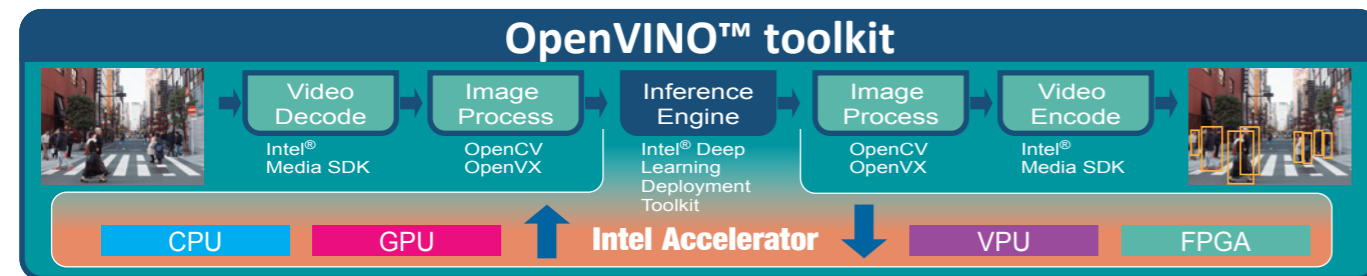 OpenVINO™ toolkit
Video
Decode
Intel®
Media SDK
Image
Process
OpenCV
OpenVX
Inference
Engine
Intel® Deep
Learning
Deployment
Toolkit
Image
Process
OpenCV
OpenVX
Video
Encode
Intel®
Media SDK
CPU
GPU
Intel Accelerator
VPU
FPGA